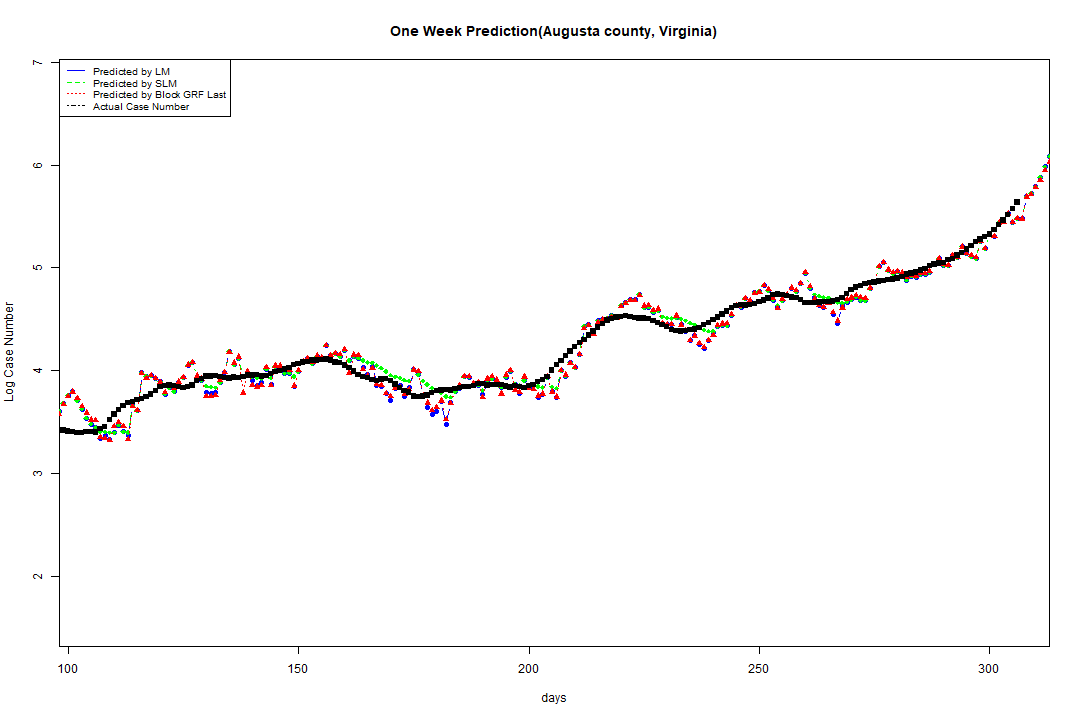 One Week Prediction(Augusta county, Virginia)
Predicted by LM
Predicted by SLM
Predicted by Block GRF Last
Actual Case Number
7
6
5
4
3
2
Log Case Number
100 150 200 250 300
days